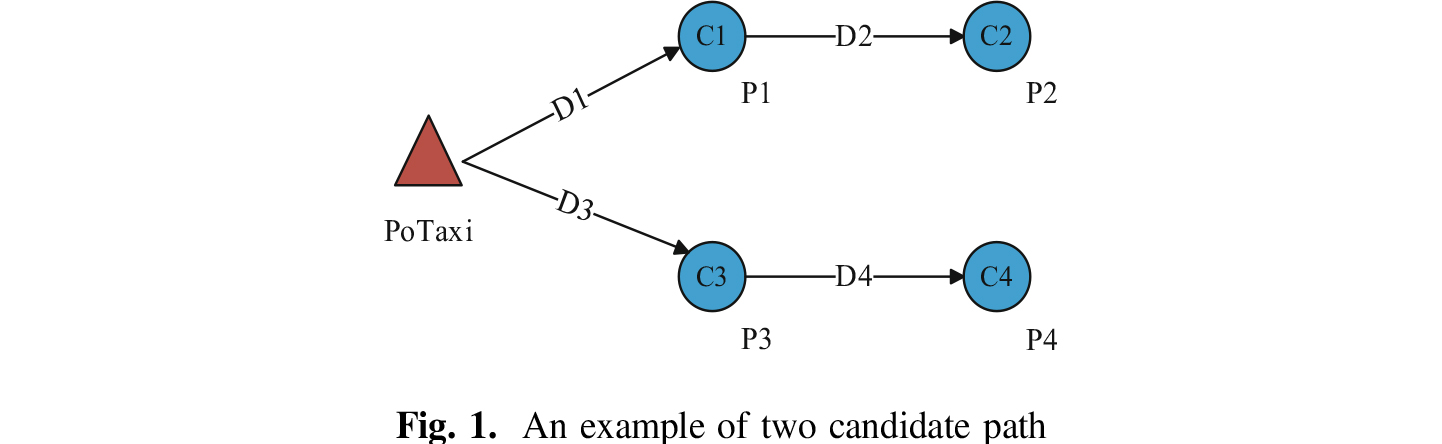 C1
D2
C2
P1
P2
D1
PoTaxi
D3
C3
D4
C4
P3
P4
Fig. 1. An example of two candidate path